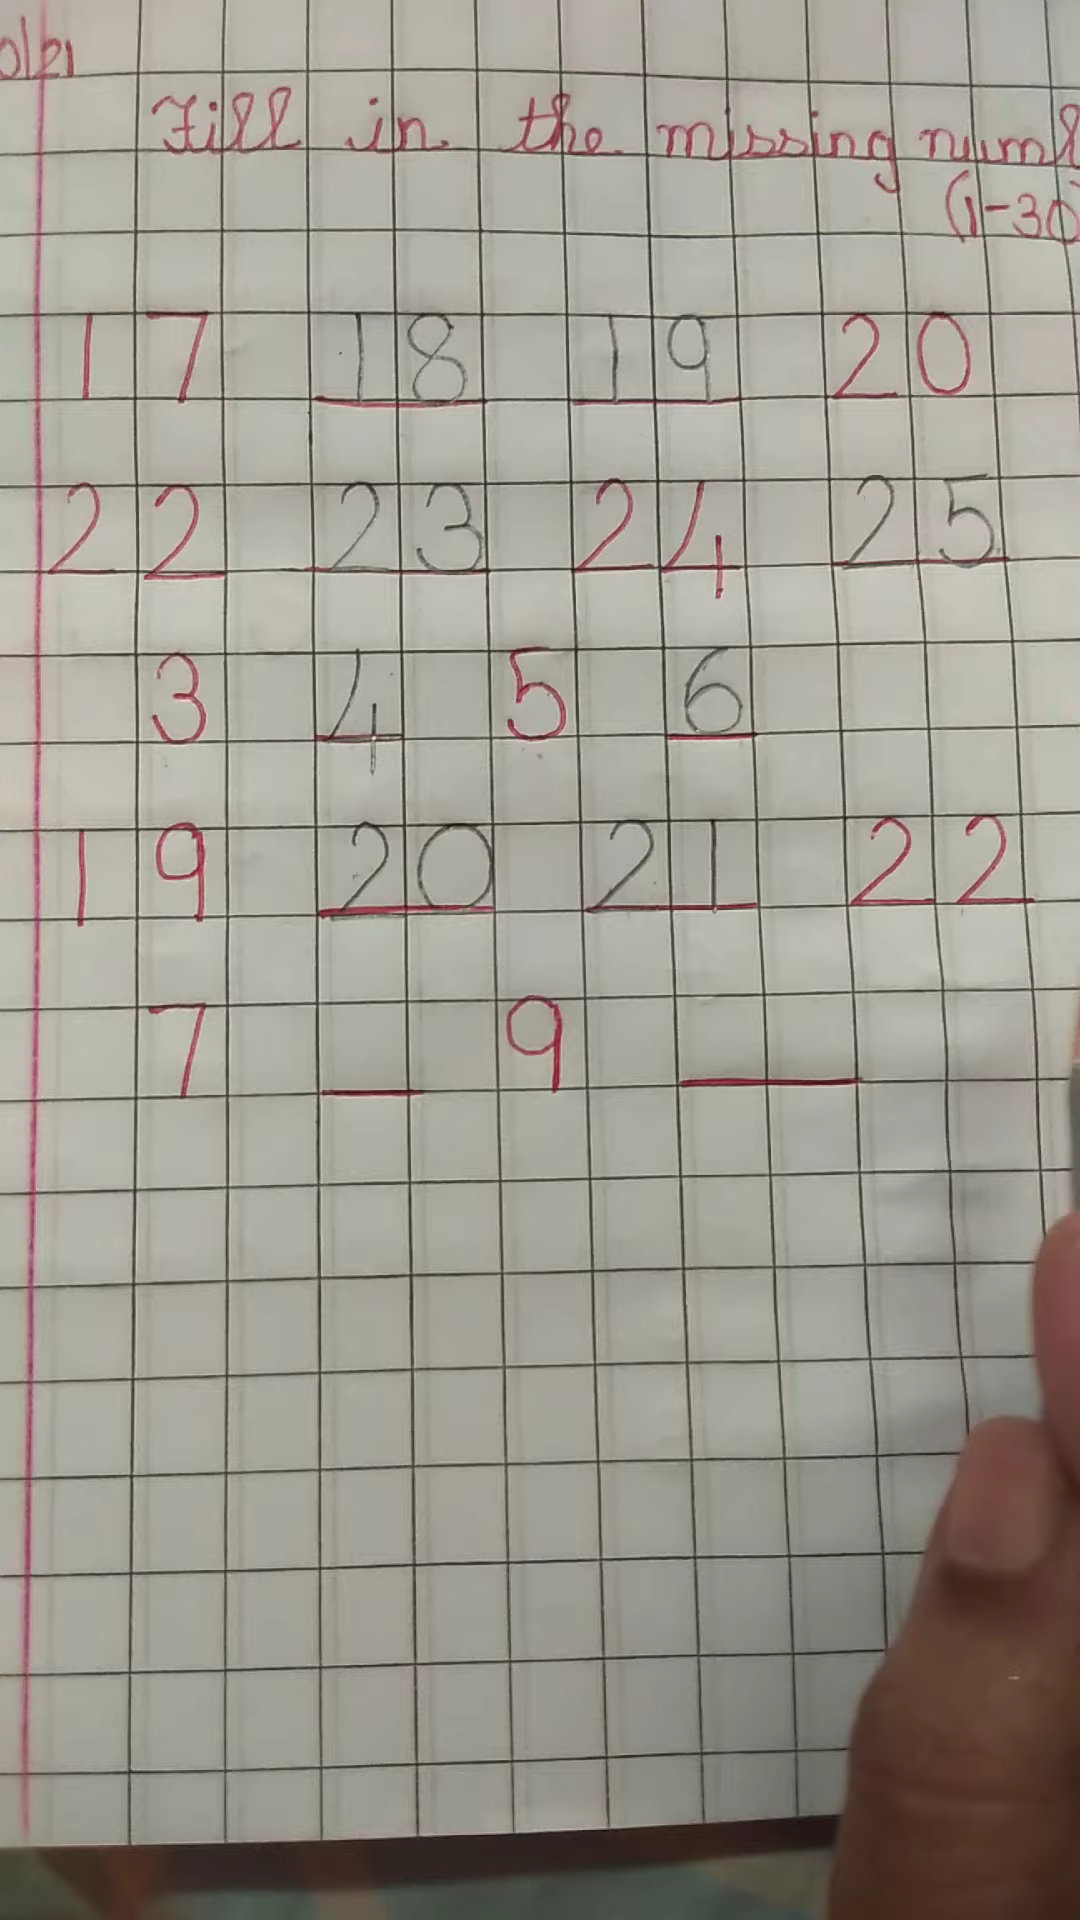 Fill in the missing
(1-30)
17 18 19 20
22 23 24 25
3 4 5 6
19 20 21 22
7 _ 9 __